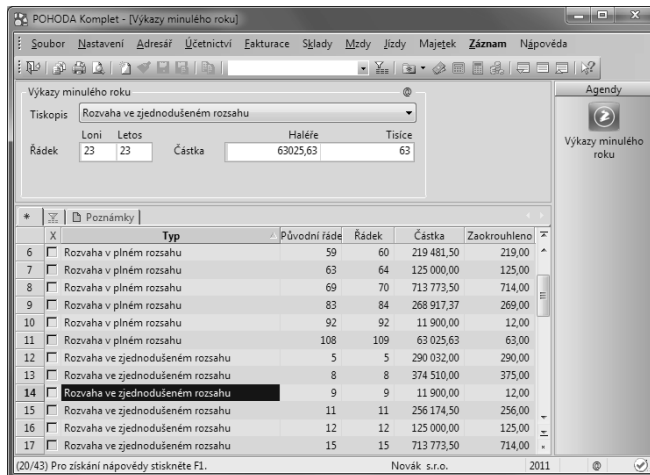 POHODA Komplet - [Výkazy minulého roku]
Soubor Nastavení Adresář Účetnictví Fakturace Sklady Mzdy Jízdy Majetek Záznam Nápověda
Výkazy minulého roku
Tiskopis Rozvaha ve zjednodušeném rozsahu
Loni Letos Haléře Tisíce
Řádek 23 23 Částka 63025,63 63
Agendy
Výkazy minulého
roku
* Poznámky
X Typ Původní řáde Řádek Částka Zaokrouhleno
6 Rozvaha v plném rozsahu 59 60 219 481,50 219,00
7 Rozvaha v plném rozsahu 63 64 125 000,00 125,00
8 Rozvaha v plném rozsahu 69 70 713 773,50 714,00
9 Rozvaha v plném rozsahu 83 84 268 917,37 269,00
10 Rozvaha v plném rozsahu 92 92 11 900,00 12,00
11 Rozvaha v plném rozsahu 108 109 63 025,63 63,00
12 Rozvaha ve zjednodušeném rozsahu 5 5 290 032,00 290,00
13 Rozvaha ve zjednodušeném rozsahu 8 8 374 510,00 375,00
14 Rozvaha ve zjednodušeném rozsahu 9 9 11 900,00 12,00
15 Rozvaha ve zjednodušeném rozsahu 11 11 256 174,50 256,00
16 Rozvaha ve zjednodušeném rozsahu 12 12 125 000,00 125,00
17 Rozvaha ve zjednodušeném rozsahu 15 15 713 773,50 714,00
(20/43) Pro získání nápovědy stiskněte F1. Novák s.r.o. 2011 @